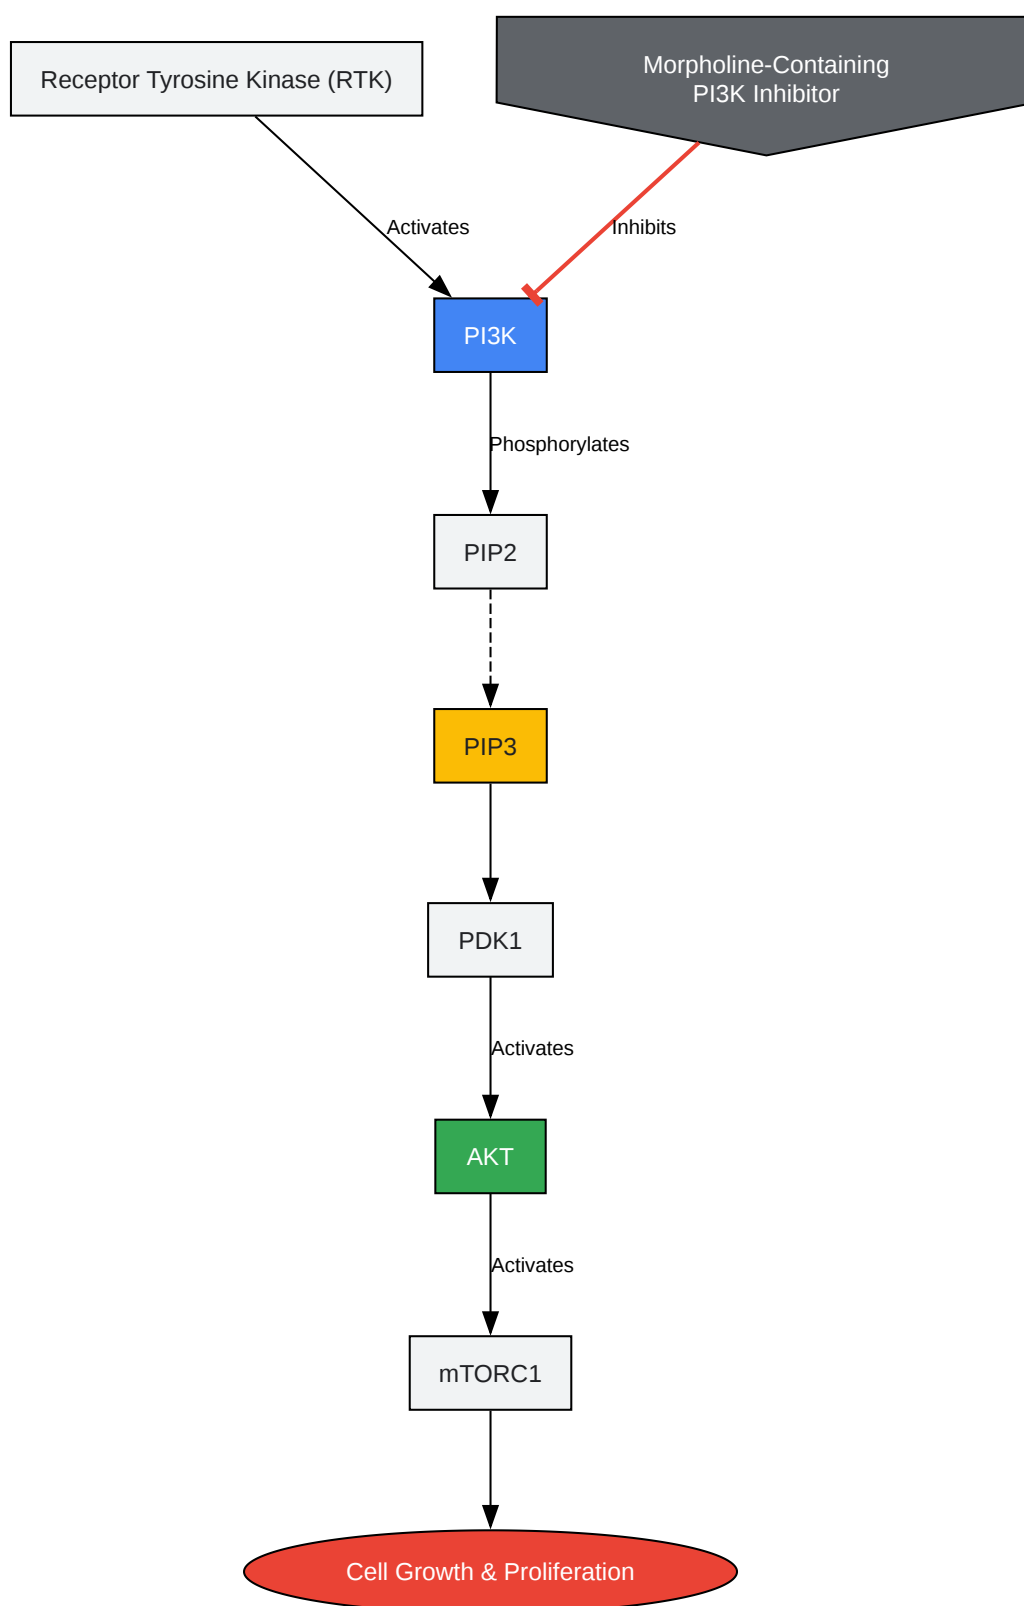 Receptor Tyrosine Kinase (RTK)
Morpholine-Containing
PI3K Inhibitor
Activates
Inhibits
PI3K
Phosphorylates
PIP2
PIP3
PDK1
Activates
AKT
Activates
mTORC1
Cell Growth & Proliferation